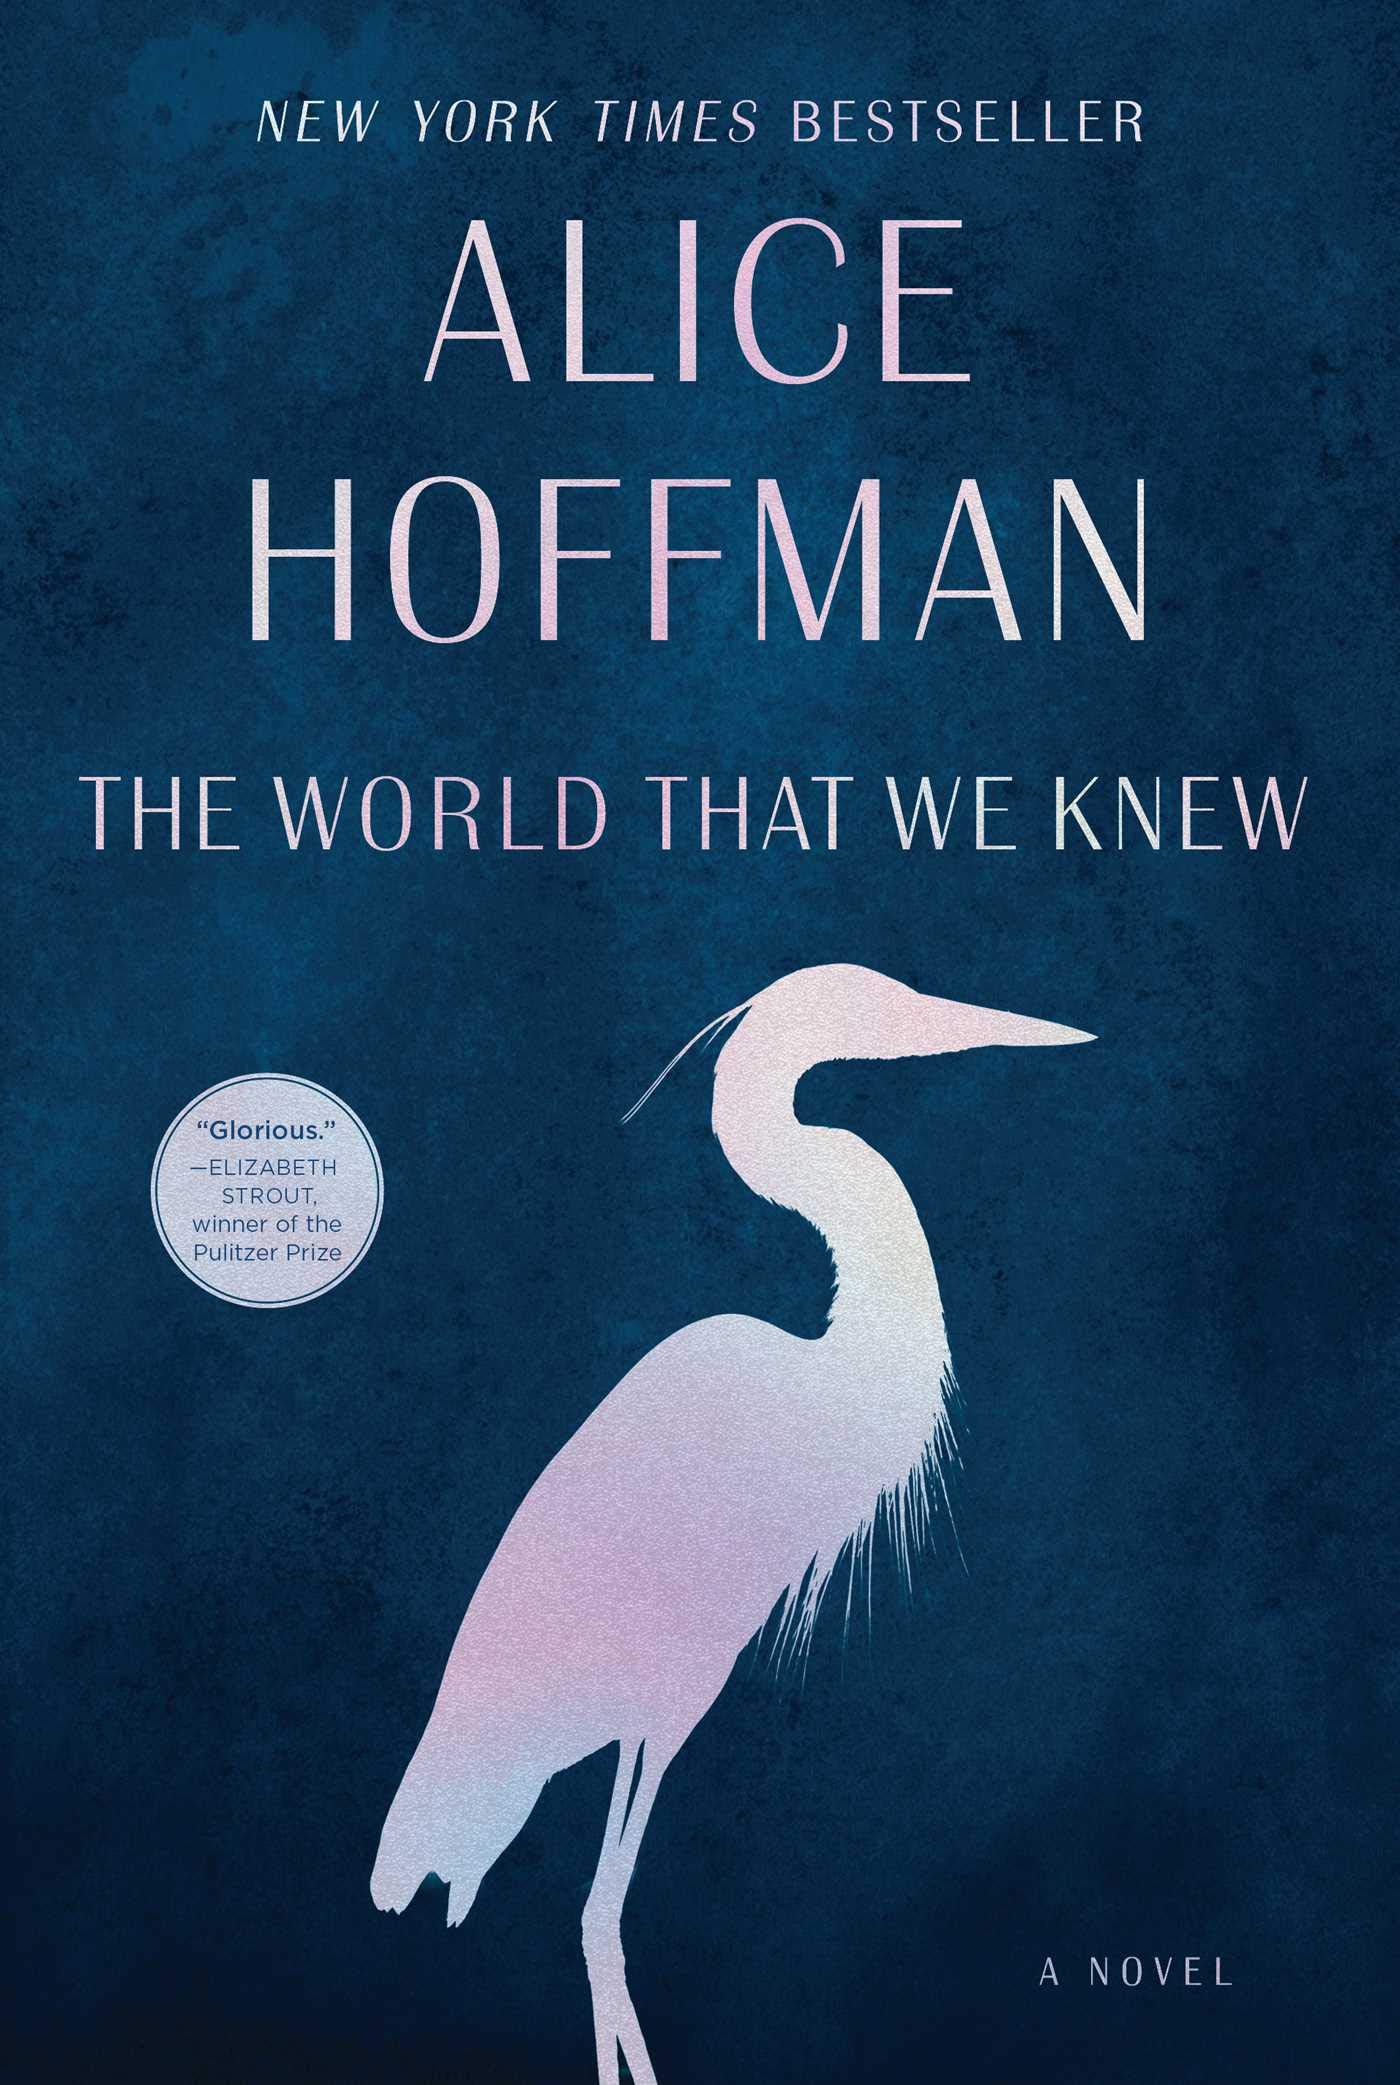 NEW YORK TIMES BESTSELLER
ALICE
HOFFMAN
THE WORLD THAT WE KNEW
“Glorious.”
—ELIZABETH
STROUT,
winner of the
Pulitzer Prize
A NOVEL